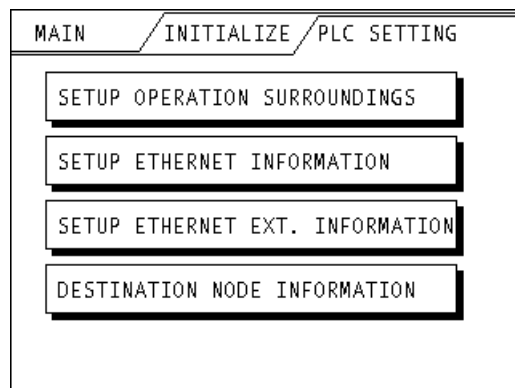 MAIN INITIALIZE PLC SETTING
SETUP OPERATION SURROUNDINGS
SETUP ETHERNET INFORMATION
SETUP ETHERNET EXT. INFORMATION
DESTINATION NODE INFORMATION